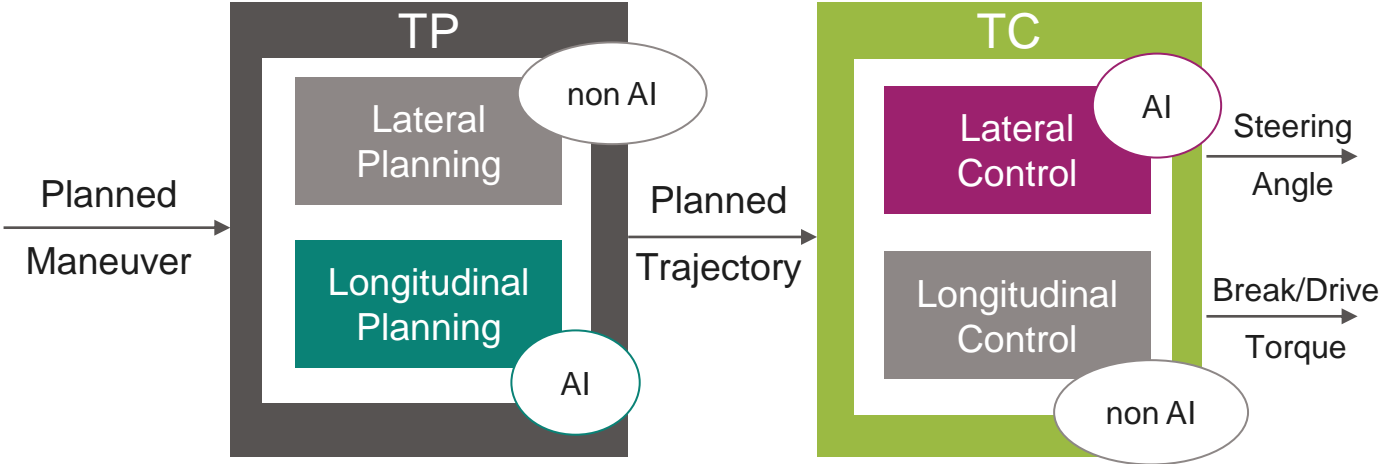 Planned
Maneuver
TP
Lateral
Planning
non AI
Longitudinal
Planning
AI
Planned
Trajectory
TC
Lateral
Control
AI
Longitudinal
Control
non AI
Steering
Angle
Break/Drive
Torque